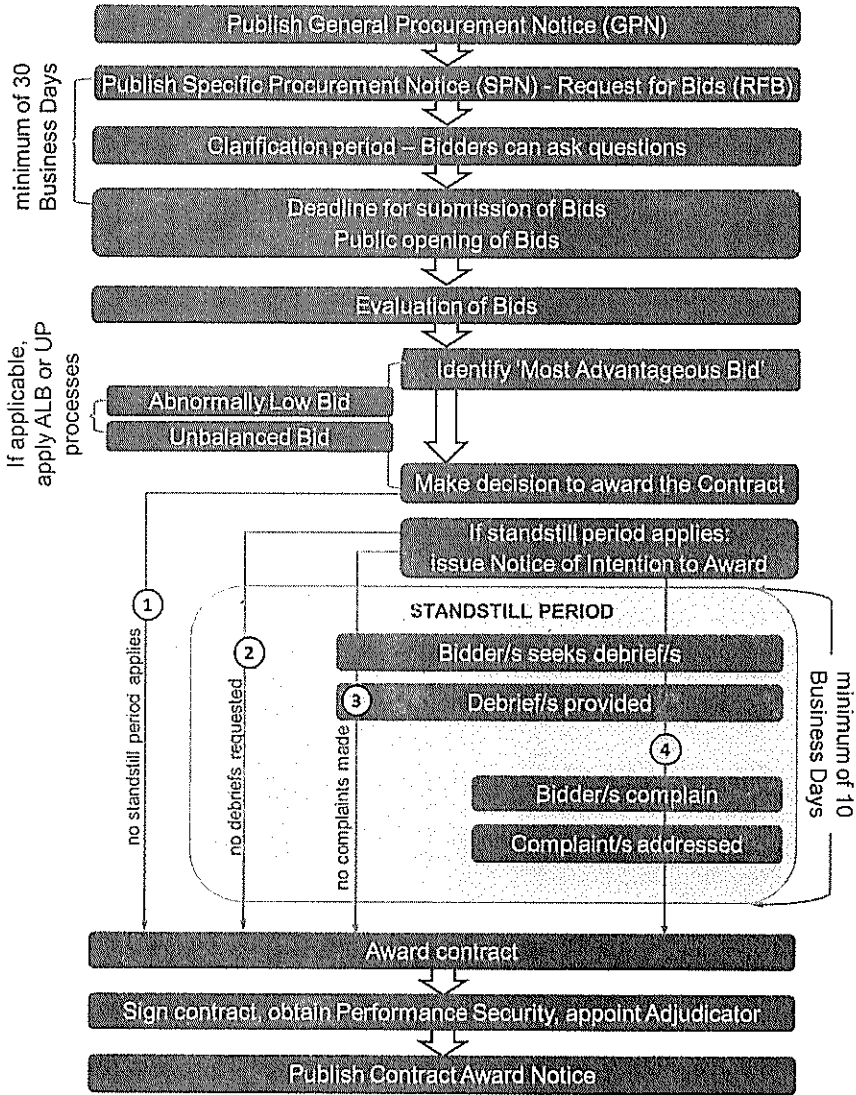 Publish General Procurement Notice (GPN)
minimum of 30
Business Days
Publish Specific Procurement Notice (SPN) - Request for Bids (RFB)
Clarification period – Bidders can ask questions
Deadline for submission of Bids
Public opening of Bids
Evaluation of Bids
If applicable,
apply ALB or UP
processes
Identify 'Most Advantageous Bid'
Abnormally Low Bid
Unbalanced Bid
Make decision to award the Contract
If standstill period applies:
issue Notice of Intention to Award
STANDSTILL PERIOD
1
no standstill period applies
2
no debriefs requested
Bidder/s seeks debrief/s
Debrief/s provided
3
no complaints made
4
Bidder/s complain
Complaint/s addressed
minimum of 10
Business Days
Award contract
Sign contract, obtain Performance Security, appoint Adjudicator
Publish Contract Award Notice